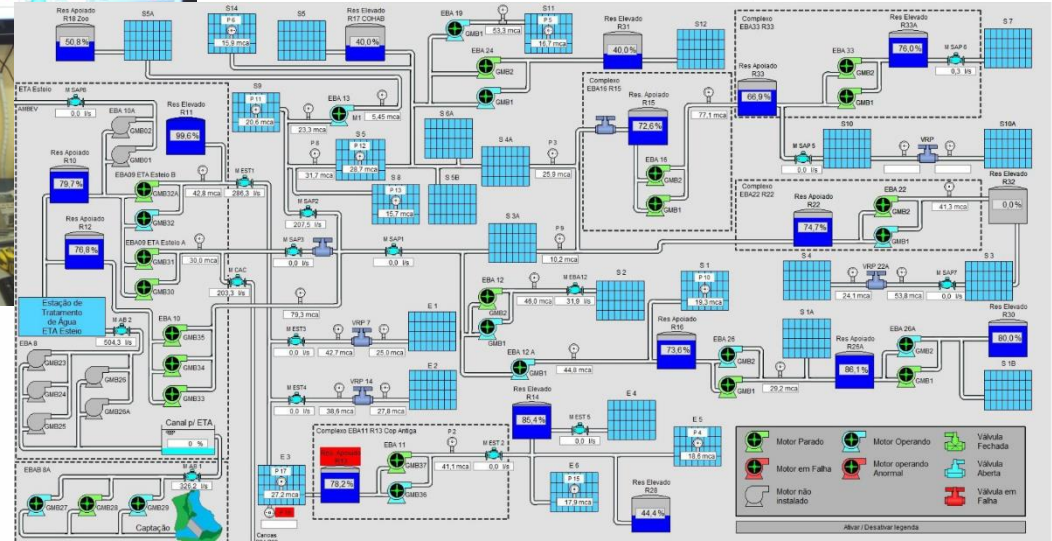 Res Apoiado
R18 Zoo
50,8%
S5A
S14
P 6
15,9 mca
S5
Res Elevado
R17 COHAB
40,0%
EBA 19
GMB1
53,3 mca
S11
P 5
16,7 mca
Res Elevado
R31
40,0%
S12
EBA 24
GMB2
GMB1
Complexo
EBA33 R33
Res Elevado
R33A
76,0%
M SAP 6
0,3 l/s
S 7
EBA 33
GMB2
GMB1
Res Apoiado
R33
66,9%
ETA Esteio
AMBEV
0,0 l/s
EBA 10A
GMB02
GMB01
Res Elevado
R11
99,6%
S9
P 11
20,6 mca
EBA 13
M1
23,3 mca
5,45 mca
Complexo
EBA16 R15
Res. Apoiado
R15
72,6%
77,1 mca
EBA 16
GMB2
GMB1
S10
M SAP 5
0,0 l/s
VRP
S10A
Res Apoiado
R10
79,7%
EBA09 ETA Esteio B
GMB32A
GMB32
42,8 mca
M EST1
286,3 l/s
31,7 mca
S 5
P 12
28,7 mca
S 6A
S 4A
S 5B
P 3
25,9 mca
S 8
P 13
15,7 mca
Complexo
EBA22 R22
Res Apoiado
R22
74,7%
EBA 22
GMB2
GMB1
41,3 mca
Res Elevado
R32
0,0%
Res Apoiado
R12
76,8%
M SAP2
207,5 l/s
EBA09 ETA Esteio A
GMB31
GMB30
30,0 mca
M SAP3
0,0 l/s
M SAP1
0,0 l/s
S 3A
P 9
10,2 mca
M CAC
203,3 l/s
79,3 mca
Estação de
Tratamento
de Água
ETA Esteio
M AB 2
504,3 l/s
EBA 10
GMB35
GMB34
GMB33
EBA 12
GMB2
GMB1
46,0 mca
M EBA12
31,8 l/s
S 2
S 1
P 10
19,3 mca
S 4
VRP 22A
24,1 mca
53,8 mca
M SAP7
0,0 l/s
S 3
E 1
M EST3
0,0 l/s
VRP 7
42,7 mca
25,0 mca
EBA 12 A
GMB1
44,8 mca
Res Apoiado
R16
73,6%
EBA 25
GMB2
GMB1
29,2 mca
S 1A
Res Apoiado
R25A
86,1%
EBA 26A
GMB2
GMB1
Res Elevado
R30
80,0%
S 1B
EBA 8
GMB23
GMB24
GMB25
GMB26
GMB26A
E 2
M EST4
0,0 l/s
VRP 14
38,6 mca
27,8 mca
Res Elevado
R14
85,4%
M EST 5
0,0 l/s
E 4
E 5
P 4
18,6 mca
Canal p/ ETA
0 %
M AB 1
326,2 l/s
EBAB 8A
GMB27
GMB28
GMB29
Captação
E 3
P 17
27,2 mca
Canoas
Complexo EBA11 R13 Cop Antiga
Res Apoiado
78,2%
EBA 11
GMB37
GMB36
P 2
41,1 mca
M EST 2
0,0 l/s
E 6
P 15
17,9 mca
Res Elevado
R28
44,4%
Motor Parado
Motor Operando
Válvula
Fechada
Motor em Falha
Motor operando
Anormal
Válvula
Aberta
Motor não
instalado
Válvula em
Falha
Ativar / Desativar legenda